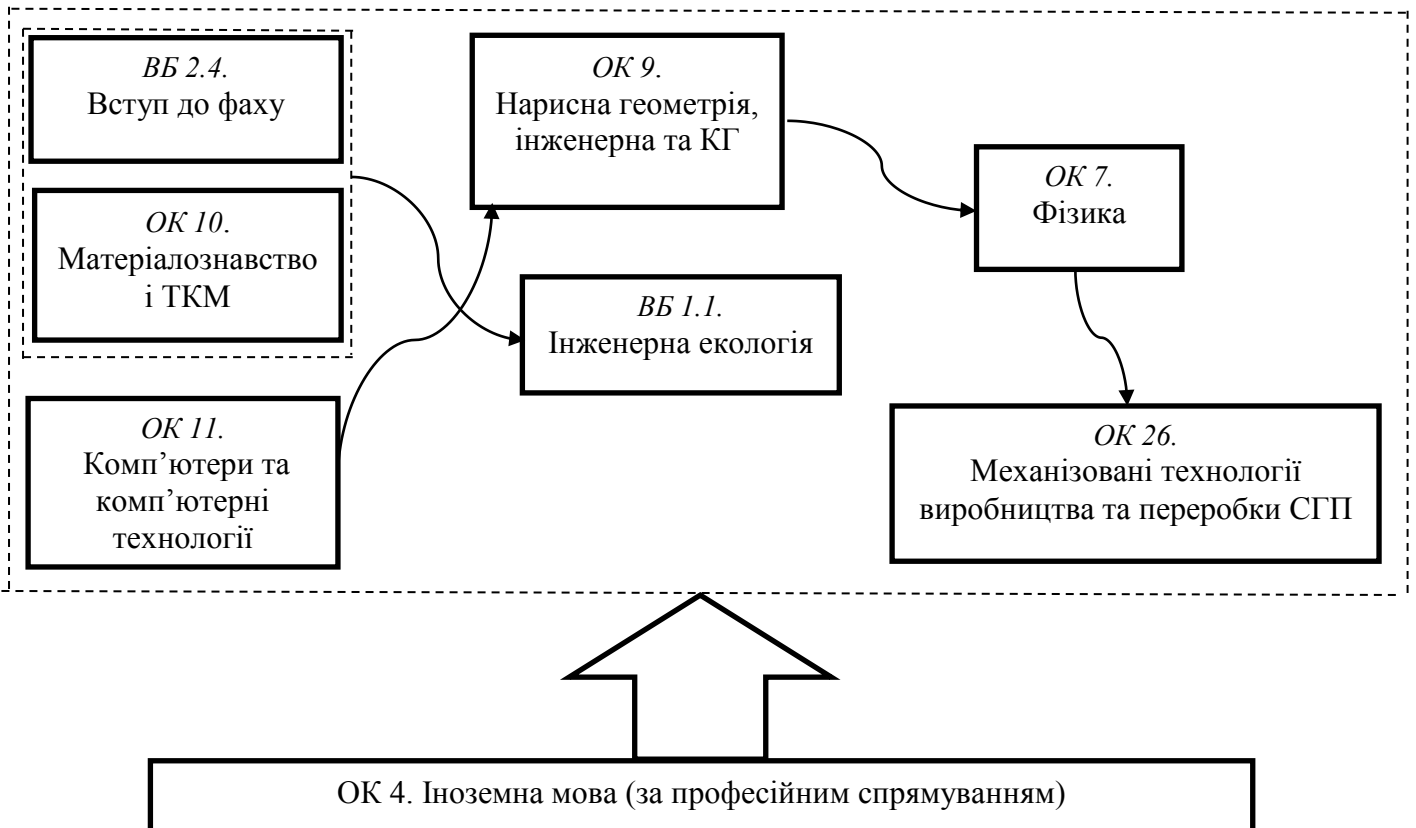 ВБ 2.4.
Вступ до фаху
ОК 10.
Матеріалознавство
і ТКМ
ОК 11.
Комп’ютери та
комп’ютерні
технології
ОК 9.
Нарисна геометрія,
інженерна та КГ
ВБ 1.1.
Інженерна екологія
ОК 7.
Фізика
ОК 26.
Механізовані технології
виробництва та переробки СГП
ОК 4. Іноземна мова (за професійним спрямуванням)